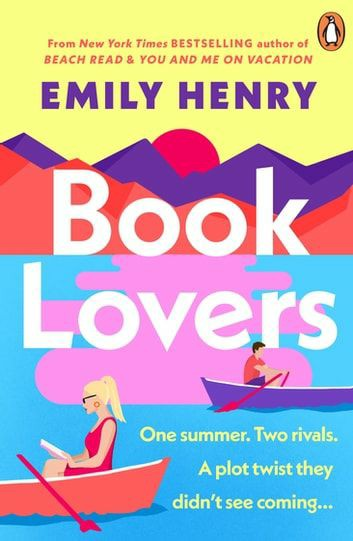 From New York Times BESTSELLING author of
BEACH READ & YOU AND ME ON VACATION
EMILY HENRY
Book
Lovers
One summer. Two rivals.
A plot twist they
didn't see coming...